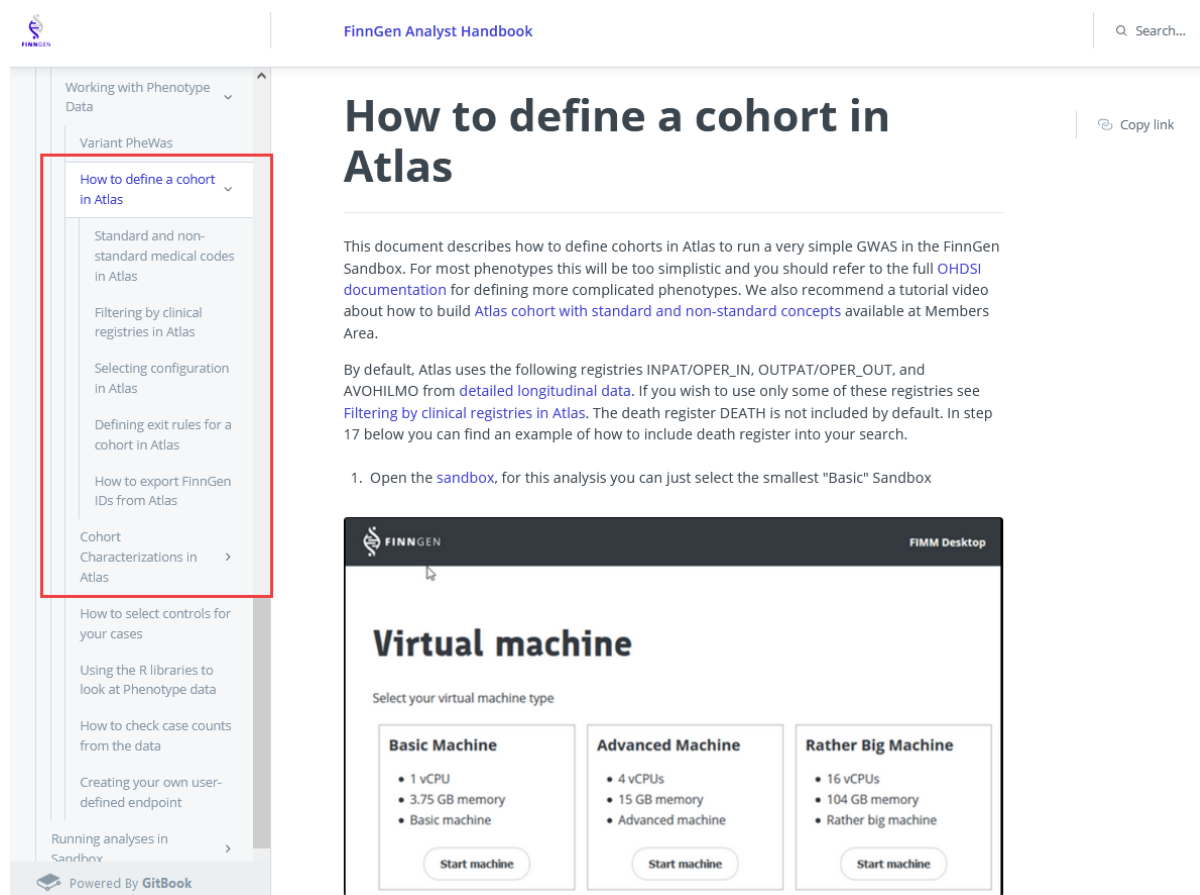 FINNGEN
FinnGen Analyst Handbook
Search...
Working with Phenotype
Data
Variant PheWas
How to define a cohort
in Atlas
Standard and non-
standard medical codes
in Atlas
Filtering by clinical
registries in Atlas
Selecting configuration
in Atlas
Defining exit rules for a
cohort in Atlas
How to export FinnGen
IDs from Atlas
Cohort
Characterizations in
Atlas
How to select controls for
your cases
Using the R libraries to
look at Phenotype data
How to check case counts
from the data
Creating your own user-
defined endpoint
Running analyses in
Sandbox
Powered By GitBook
How to define a cohort in
Atlas
Copy link
This document describes how to define cohorts in Atlas to run a very simple GWAS in the FinnGen
Sandbox. For most phenotypes this will be too simplistic and you should refer to the full OHDSI
documentation for defining more complicated phenotypes. We also recommend a tutorial video
about how to build Atlas cohort with standard and non-standard concepts available at Members
Area.
By default, Atlas uses the following registries INPAT/OPER_IN, OUTPAT/OPER_OUT, and
AVOHILMO from detailed longitudinal data. If you wish to use only some of these registries see
Filtering by clinical registries in Atlas. The death register DEATH is not included by default. In step
17 below you can find an example of how to include death register into your search.
1. Open the sandbox, for this analysis you can just select the smallest "Basic" Sandbox
FINNGEN
FIMM Desktop
Virtual machine
Select your virtual machine type
Basic Machine
• 1 vCPU
• 3.75 GB memory
• Basic machine
Start machine
Advanced Machine
• 4 vCPUs
• 15 GB memory
• Advanced machine
Start machine
Rather Big Machine
• 16 vCPUs
• 104 GB memory
• Rather big machine
Start machine